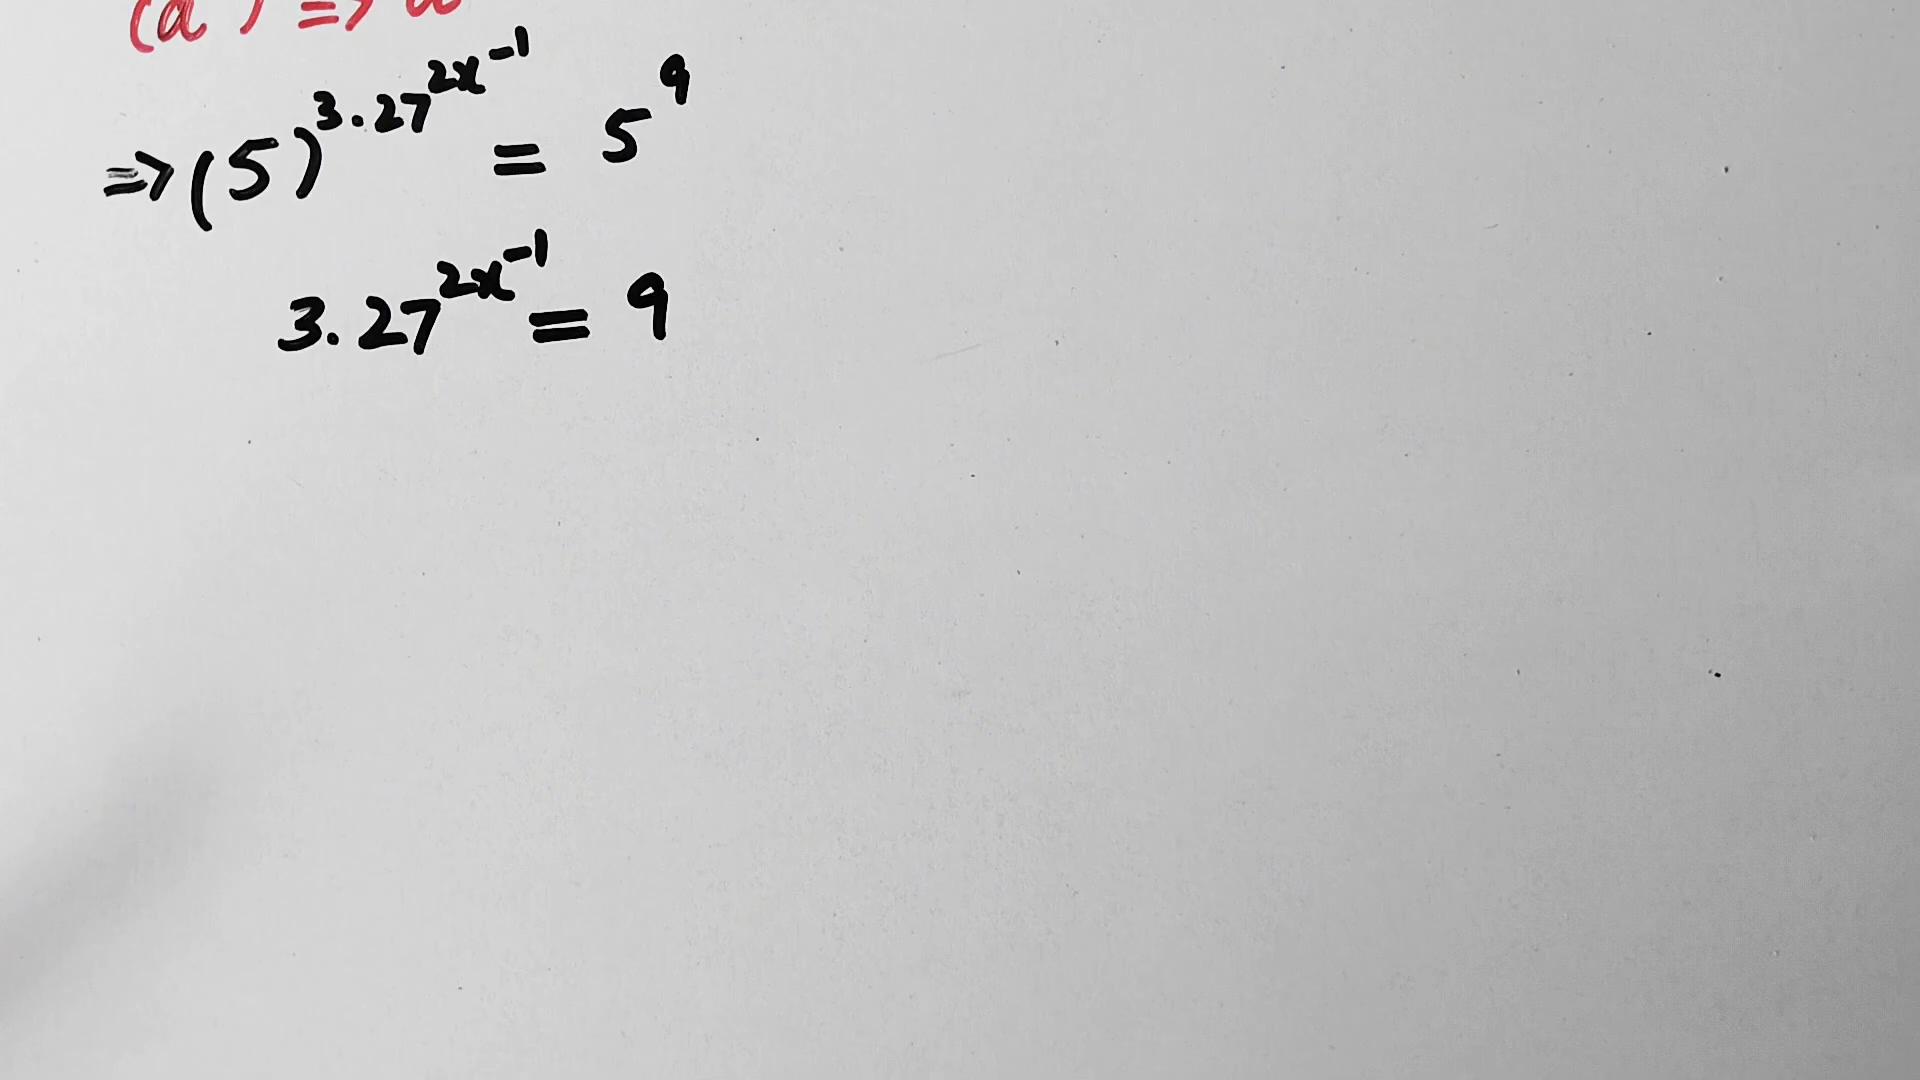 (a ) => a
=> (5)^3.27^2x^-1 = 5^9
3.27^2x^-1 = 9